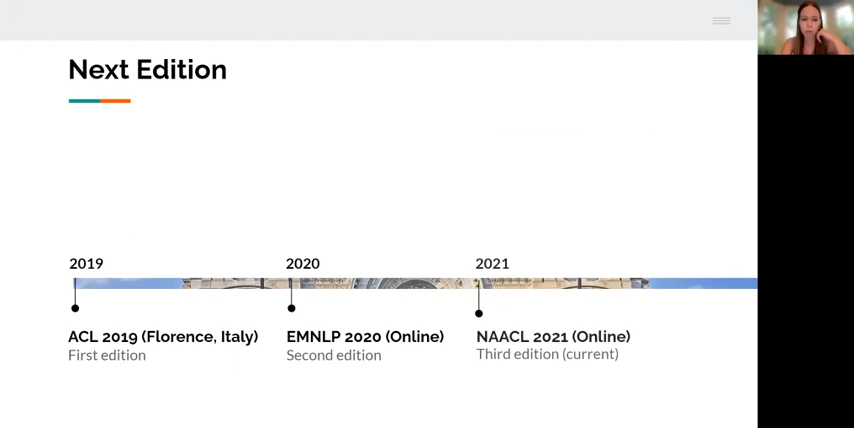 Next Edition
2019
2020
2021
ACL 2019 (Florence, Italy)
First edition
EMNLP 2020 (Online)
Second edition
NAACL 2021 (Online)
Third edition (current)